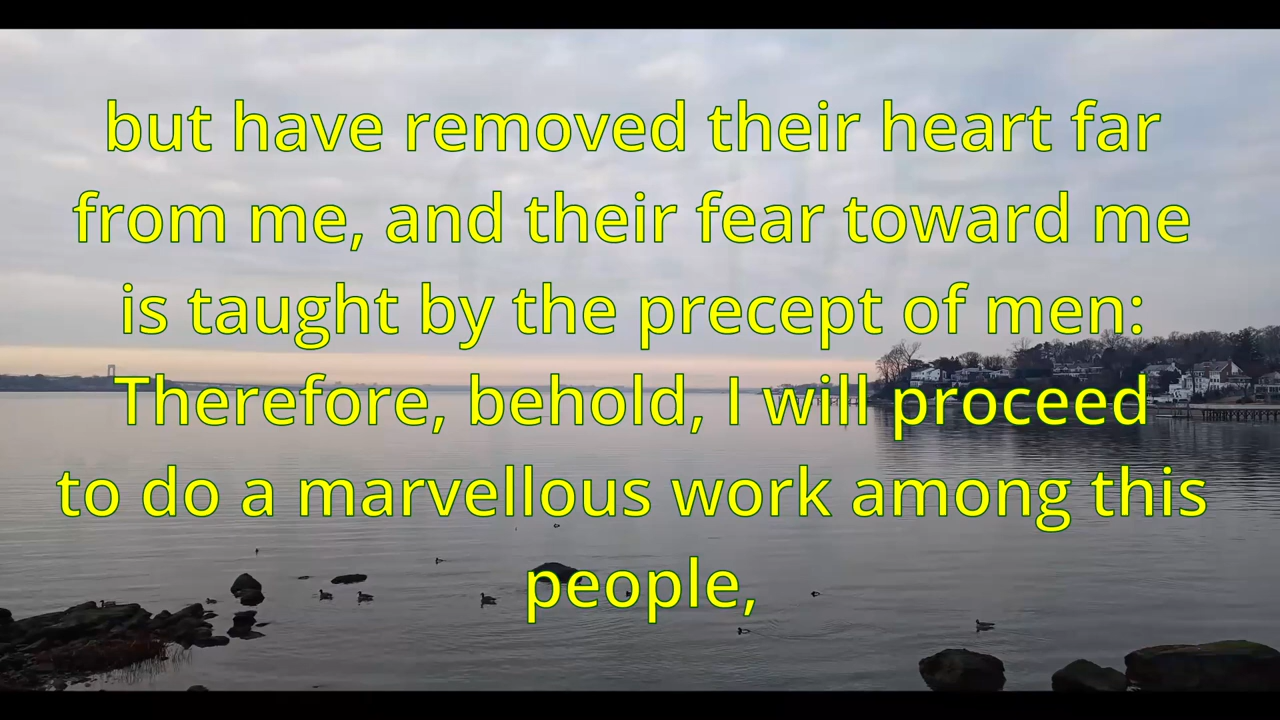 but have removed their heart far
from me, and their fear toward me
is taught by the precept of men:
Therefore, behold, I will proceed
to do a marvellous work among this
people,